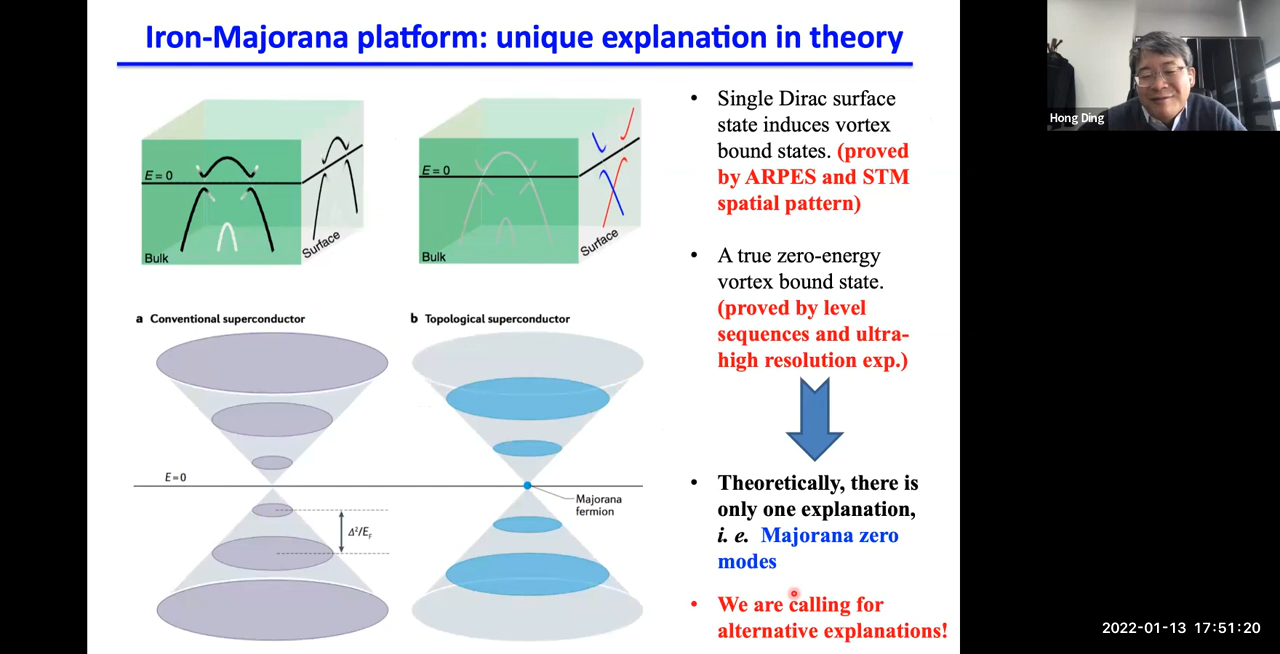 Iron-Majorana platform: unique explanation in theory
E = 0
Bulk
Surface
E = 0
Bulk
Surface
a Conventional superconductor
b Topological superconductor
E = 0
Δ²/E_F
Majorana
fermion
• Single Dirac surface
state induces vortex
bound states. (proved
by ARPES and STM
spatial pattern)
• A true zero-energy
vortex bound state.
(proved by level
sequences and ultra-
high resolution exp.)
• Theoretically, there is
only one explanation,
i. e. Majorana zero
modes
• We are calling for
alternative explanations!
Hong Ding
2022-01-13 17:51:20